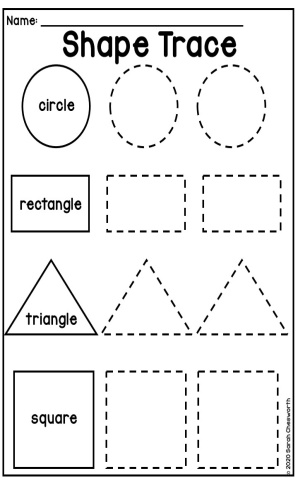 Name:
Shape Trace
circle
rectangle
triangle
square
© 2020 Sarah Chesworth